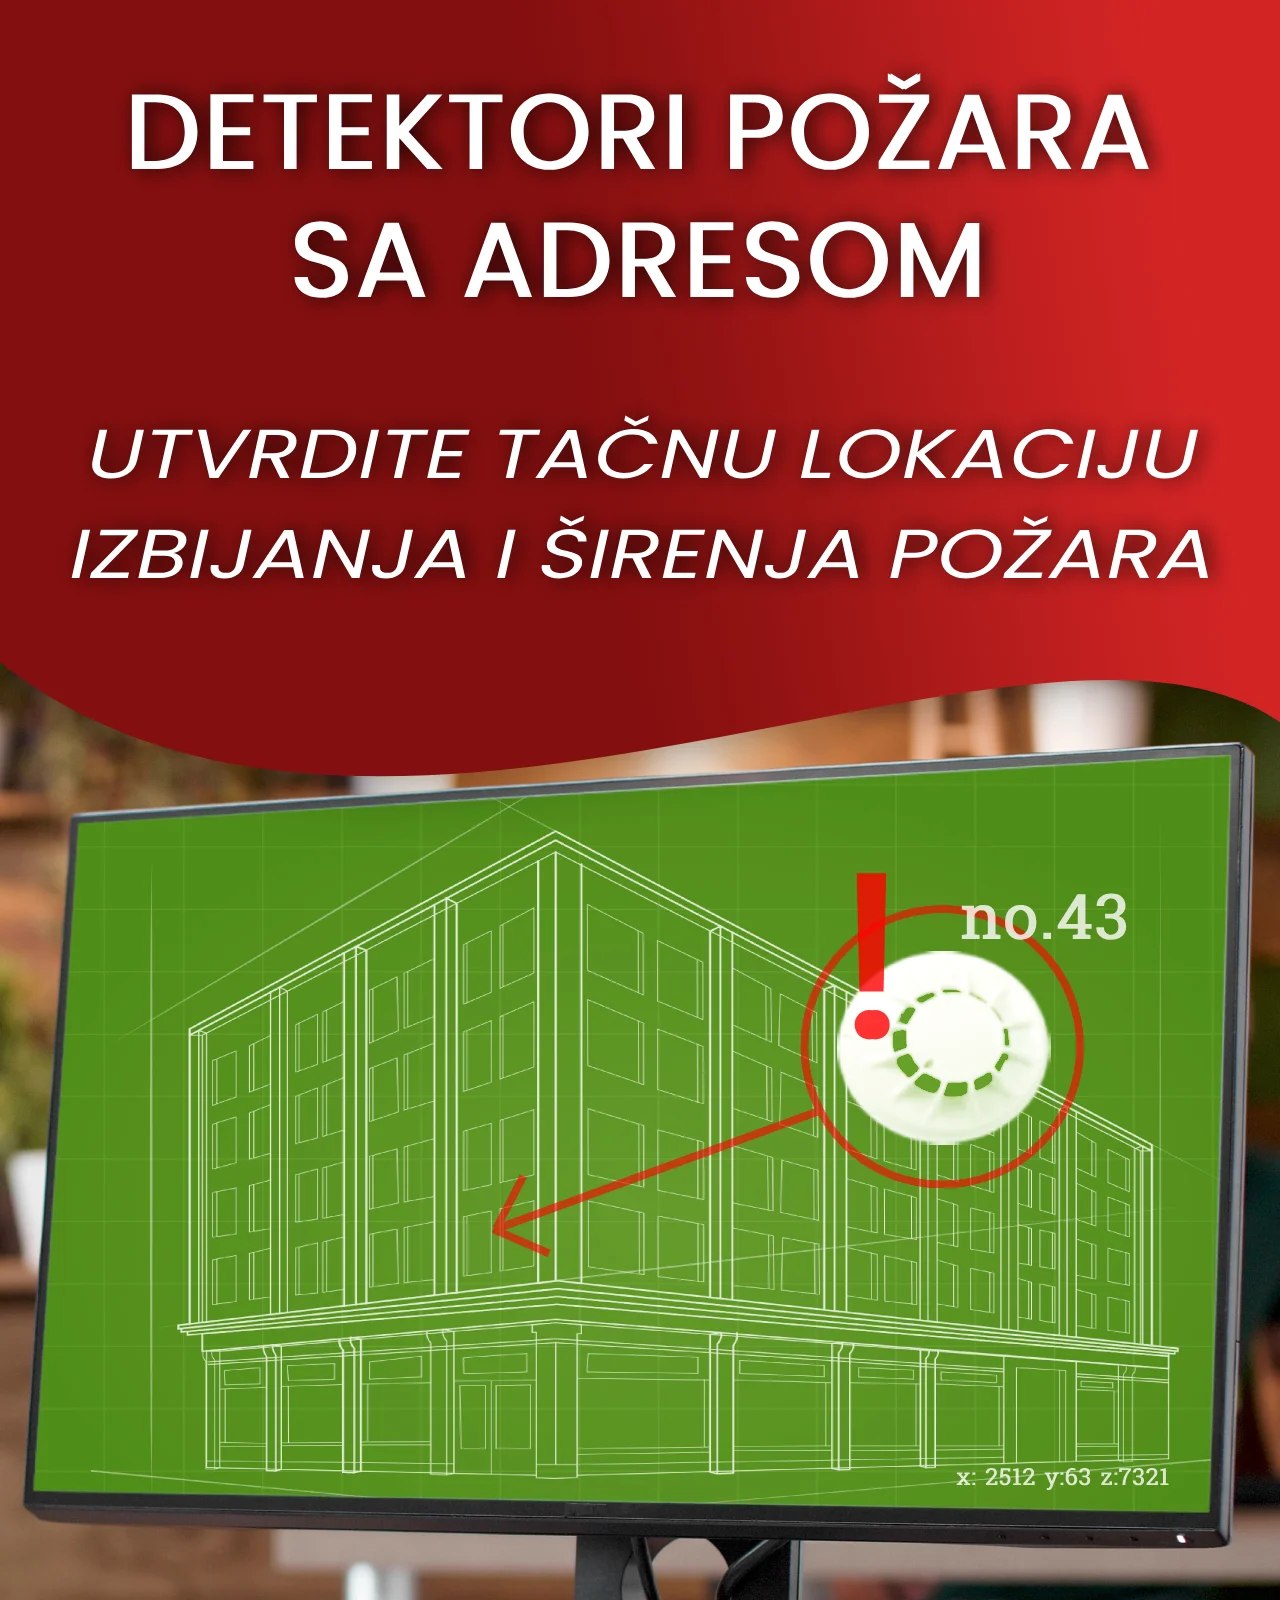 DETEKTORI POŽARA
SA ADRESOM
UTVRDITE TAČNU LOKACIJU
IZBIJANJA I ŠIRENJA POŽARA
!
no.43
x: 2512 y:63 z:7321